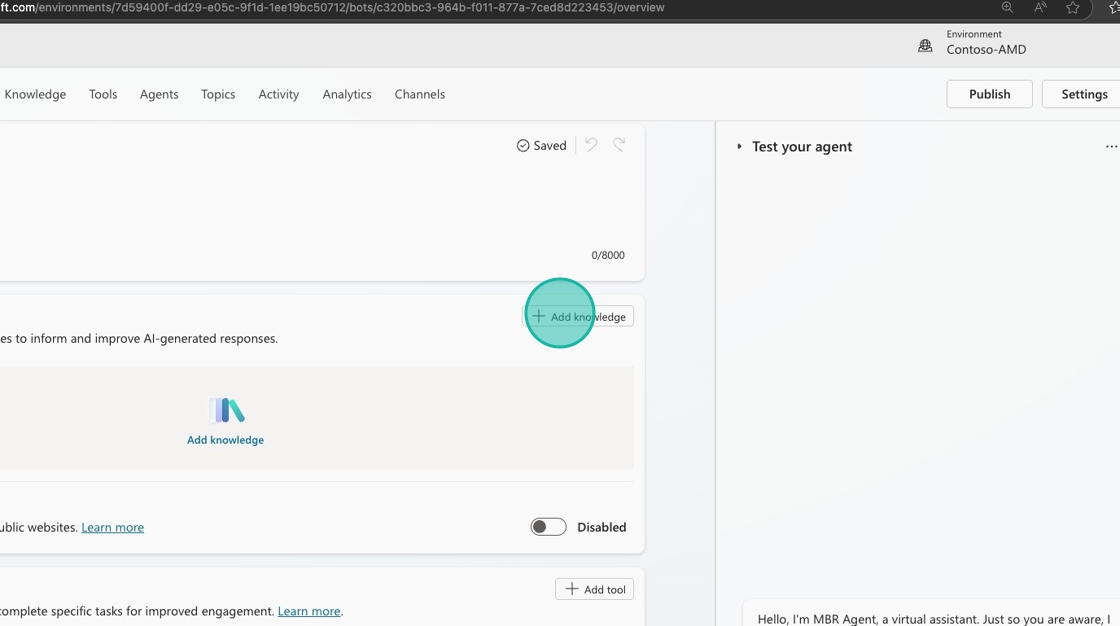 ft.com/environments/7d59400f-dd29-e05c-9f1d-1ee19bc50712/bots/c320bbc3-964b-f011-877a-7ced8d223453/overview
Environment
Contoso-AMD
Knowledge Tools Agents Topics Activity Analytics Channels Publish Settings
Saved
Test your agent
0/8000
Add knowledge
es to inform and improve AI-generated responses.
Add knowledge
ublic websites. Learn more
Disabled
Add tool
complete specific tasks for improved engagement. Learn more.
Hello, I'm MBR Agent, a virtual assistant. Just so you are aware, I